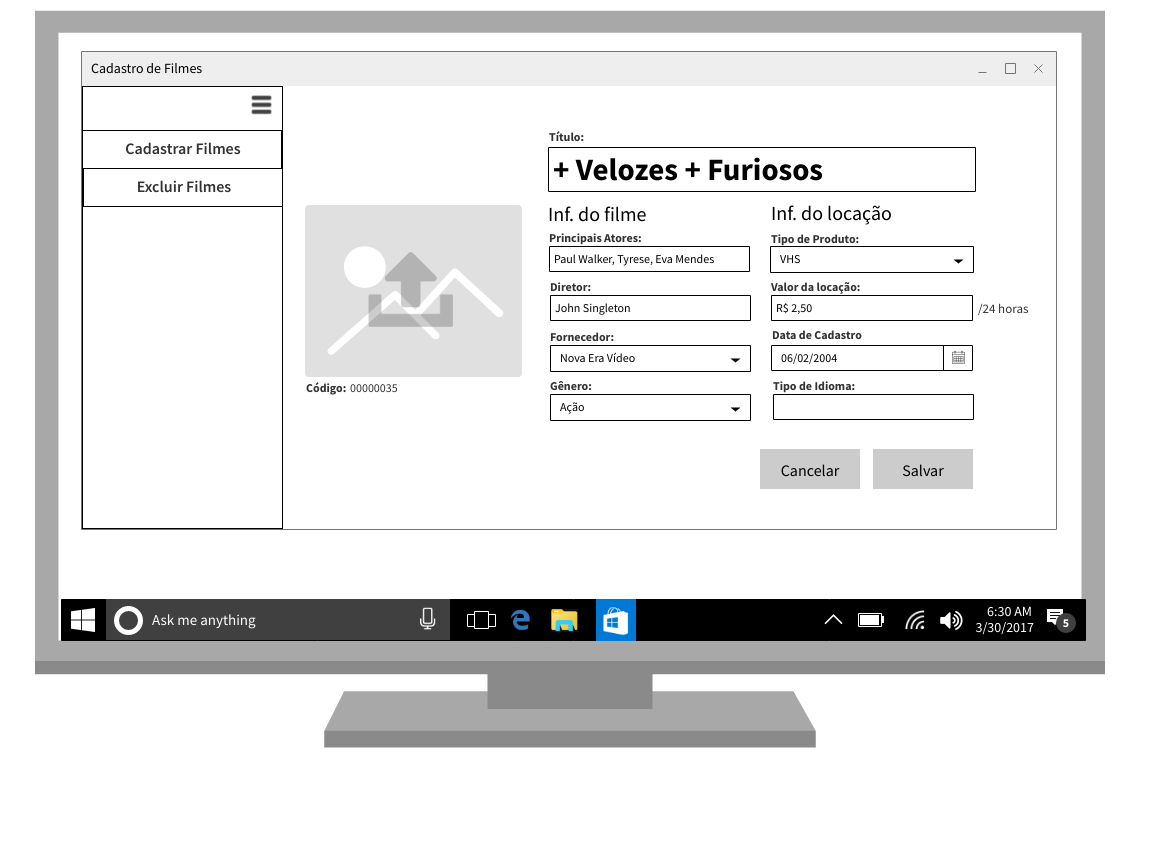 Cadastro de Filmes
Cadastrar Filmes
Excluir Filmes
Título:
+ Velozes + Furiosos
Inf. do filme
Inf. do locação
Principais Atores:
Tipo de Produto:
Paul Walker, Tyrese, Eva Mendes
VHS
Diretor:
Valor da locação:
John Singleton
R$ 2,50
/24 horas
Fornecedor:
Data de Cadastro
Nova Era Vídeo
06/02/2004
Código: 00000035
Gênero:
Tipo de Idioma:
Ação
Cancelar
Salvar
Ask me anything
6:30 AM
3/30/2017
5